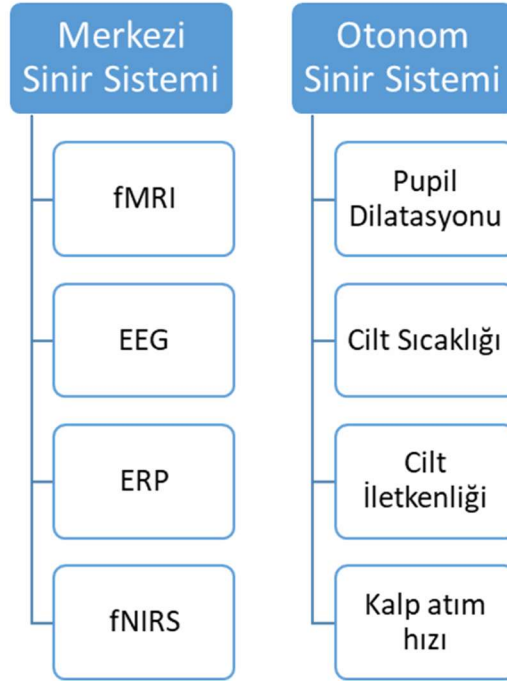 Merkezi
Sinir Sistemi
fMRI
EEG
ERP
fNIRS
Otonom
Sinir Sistemi
Pupil
Dilatasyonu
Cilt Sıcaklığı
Cilt
İletkenliği
Kalp atım
hızı